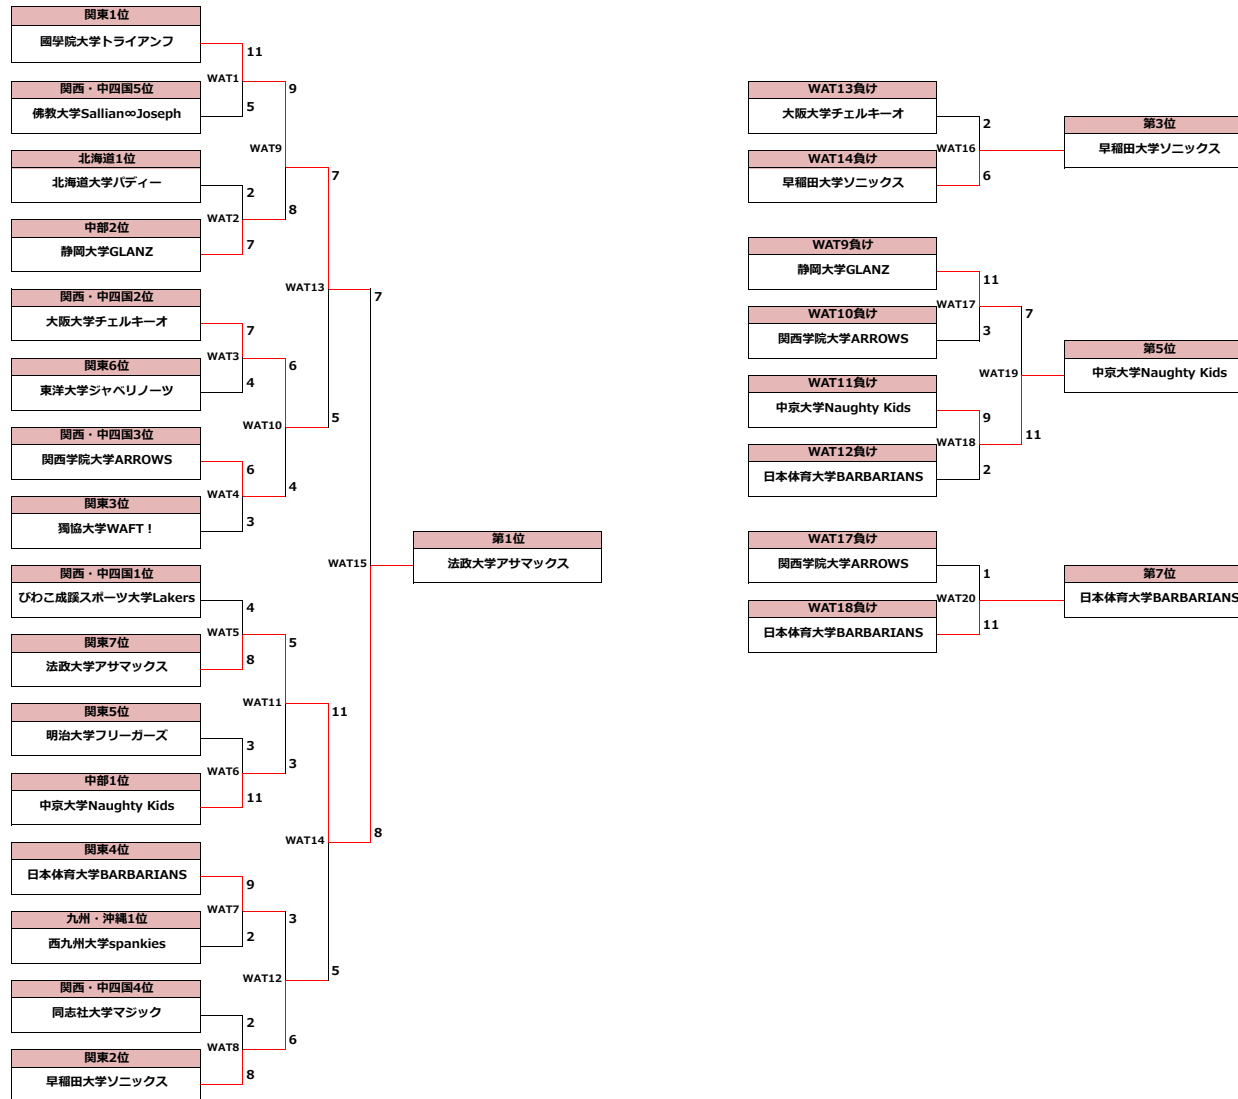 関東1位
國學院大学トライアンフ
11
WAT1
関西・中四国5位
9
5
佛教大学Sallian∞Joseph
WAT9
北海道1位
北海道大学パディー
7
2
WAT2
8
中部2位
7
静岡大学GLANZ
WAT13
関西・中四国2位
7
大阪大学チェルキーオ
7
WAT3
関東6位
6
4
東洋大学ジャベリノーツ
5
WAT10
関西・中四国3位
関西学院大学ARROWS
6
WAT4
4
関東3位
3
獨協大学WAFT！
第1位
WAT15
法政大学アサマックス
関西・中四国1位
びわこ成蹊スポーツ大学Lakers
4
WAT5
関東7位
5
8
法政大学アサマックス
WAT11
関東5位
11
明治大学フリーガーズ
3
WAT6
3
中部1位
11
中京大学Naughty Kids
8
WAT14
関東4位
日本体育大学BARBARIANS
9
WAT7
九州・沖縄1位
3
2
西九州大学spankies
5
WAT12
関西・中四国4位
同志社大学マジック
2
6
WAT8
関東2位
8
早稲田大学ソニックス
WAT13負け
大阪大学チェルキーオ
2
第3位
WAT16
早稲田大学ソニックス
WAT14負け
6
早稲田大学ソニックス
WAT9負け
静岡大学GLANZ
11
WAT17
WAT10負け
7
3
関西学院大学ARROWS
第5位
WAT19
中京大学Naughty Kids
WAT11負け
中京大学Naughty Kids
9
11
WAT18
WAT12負け
2
日本体育大学BARBARIANS
WAT17負け
関西学院大学ARROWS
1
第7位
WAT20
日本体育大学BARBARIANS
WAT18負け
11
日本体育大学BARBARIANS